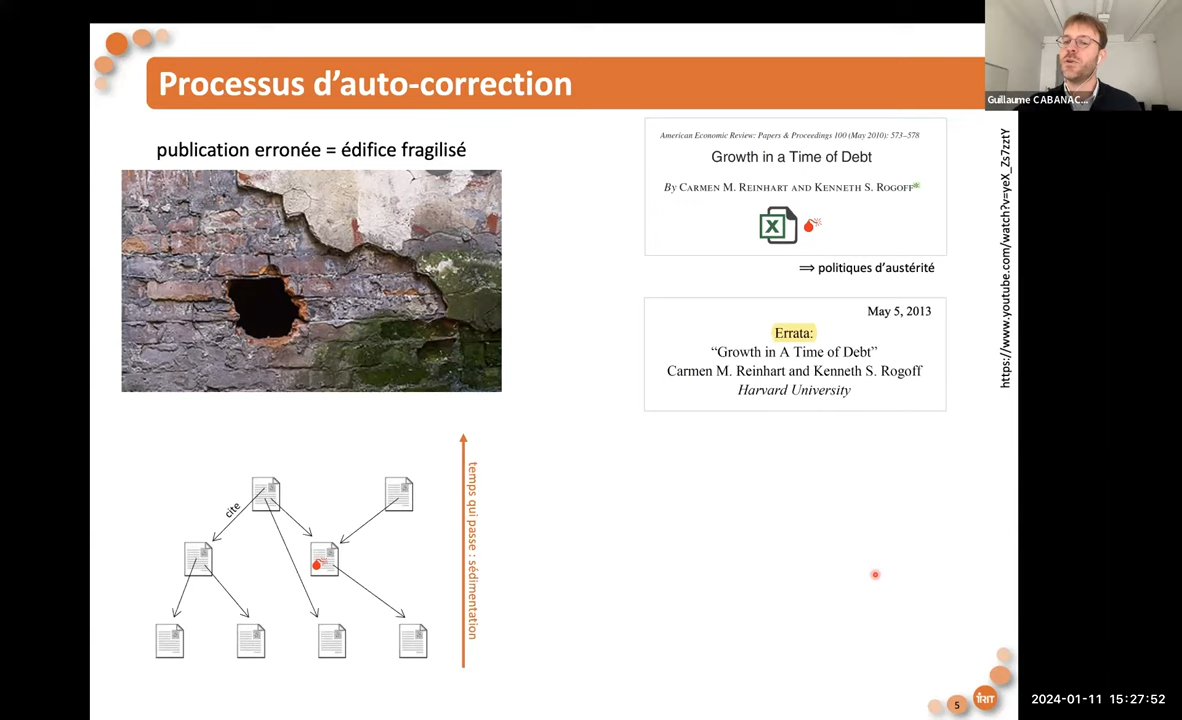 Processus d'auto-correction
Guillaume CABANAC...
publication erronée = édifice fragilisé
American Economic Review: Papers & Proceedings 100 (May 2010): 573–578
Growth in a Time of Debt
By CARMEN M. REINHART AND KENNETH S. ROGOFF*
X
⟹ politiques d'austérité
May 5, 2013
Errata:
“Growth in A Time of Debt”
Carmen M. Reinhart and Kenneth S. Rogoff
Harvard University
https://www.youtube.com/watch?v=yeX_Zs7zztY
cite
temps qui passe : sédimentation
5
IRIT
2024-01-11 15:27:52